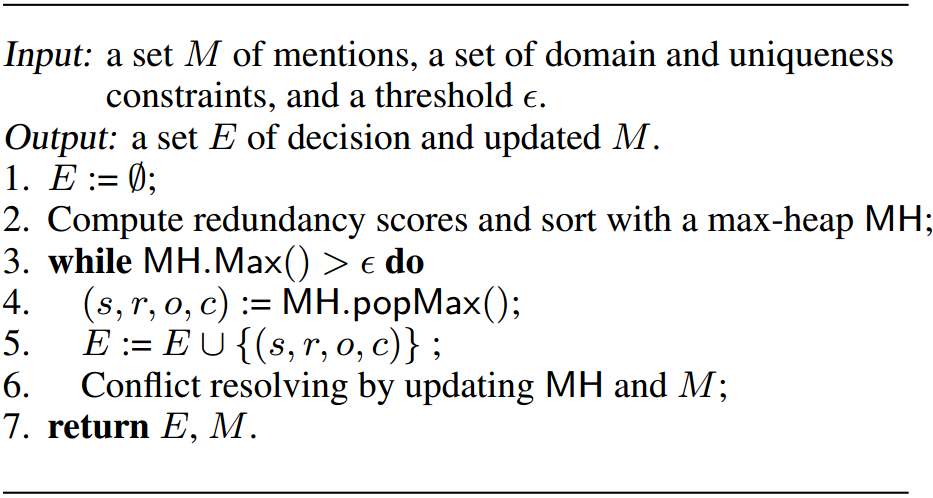 Input: a set M of mentions, a set of domain and uniqueness
constraints, and a threshold ϵ.
Output: a set E of decision and updated M.
1. E := ∅;
2. Compute redundancy scores and sort with a max-heap MH;
3. while MH.Max() > ϵ do
4. (s, r, o, c) := MH.popMax();
5. E := E ∪ {(s, r, o, c)} ;
6. Conflict resolving by updating MH and M;
7. return E, M.